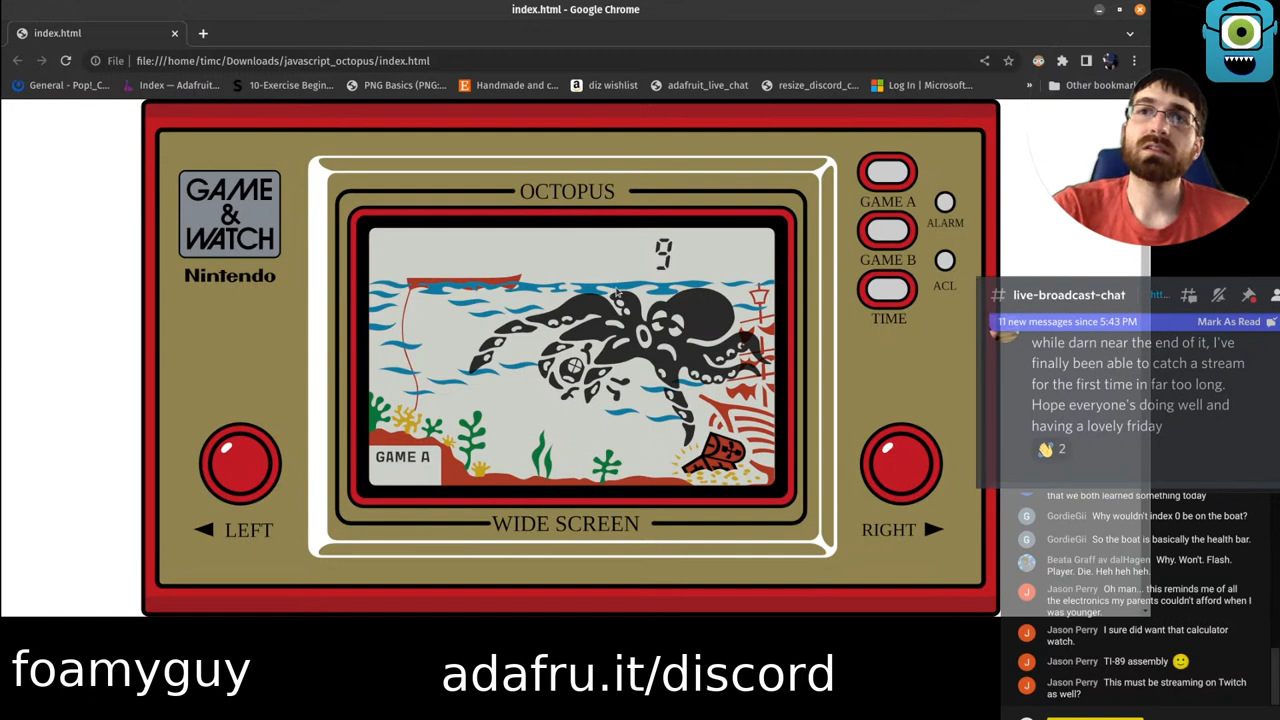 index.html - Google Chrome
index.html
File file:///home/timc/Downloads/javascript_octopus/index.html
General - Pop!_C... Index — Adafruit... 10-Exercise Begin... PNG Basics (PNG:... Handmade and c... diz wishlist adafruit_live_chat resize_discord_c... Log In | Microsoft... » Other bookmar
GAME
&
WATCH
Nintendo
OCTOPUS
9
GAME A
WIDE SCREEN
GAME A
ALARM
GAME B
ACL
TIME
LEFT
RIGHT
# live-broadcast-chat htt...
11 new messages since 5:43 PM Mark As Read
while darn near the end of it, I've
finally been able to catch a stream
for the first time in far too long.
Hope everyone's doing well and
having a lovely friday
2
that we both learned something today
G GordieGii Why wouldn't index 0 be on the boat?
G GordieGii So the boat is basically the health bar.
Beata Graff av dalHagen Why. Won't. Flash.
Player. Die. Heh heh heh.
J Jason Perry Oh man... this reminds me of all
the electronics my parents couldn't afford when I
was younger.
J Jason Perry I sure did want that calculator
watch.
J Jason Perry TI-89 assembly
J Jason Perry This must be streaming on Twitch
as well?
foamyguy
adafru.it/discord